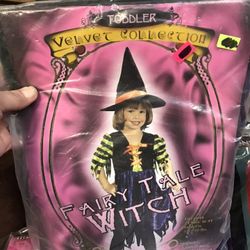 TODDLER
VELVET COLLECTION
FAIRY TALE
WITCH